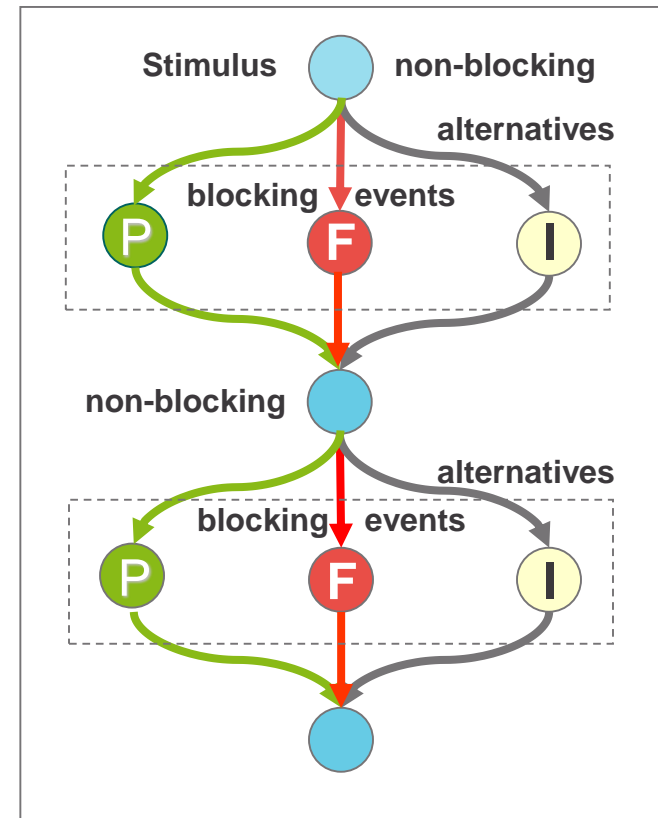 Stimulus non-blocking
alternatives
blocking events
P F I
non-blocking
alternatives
blocking events
P F I